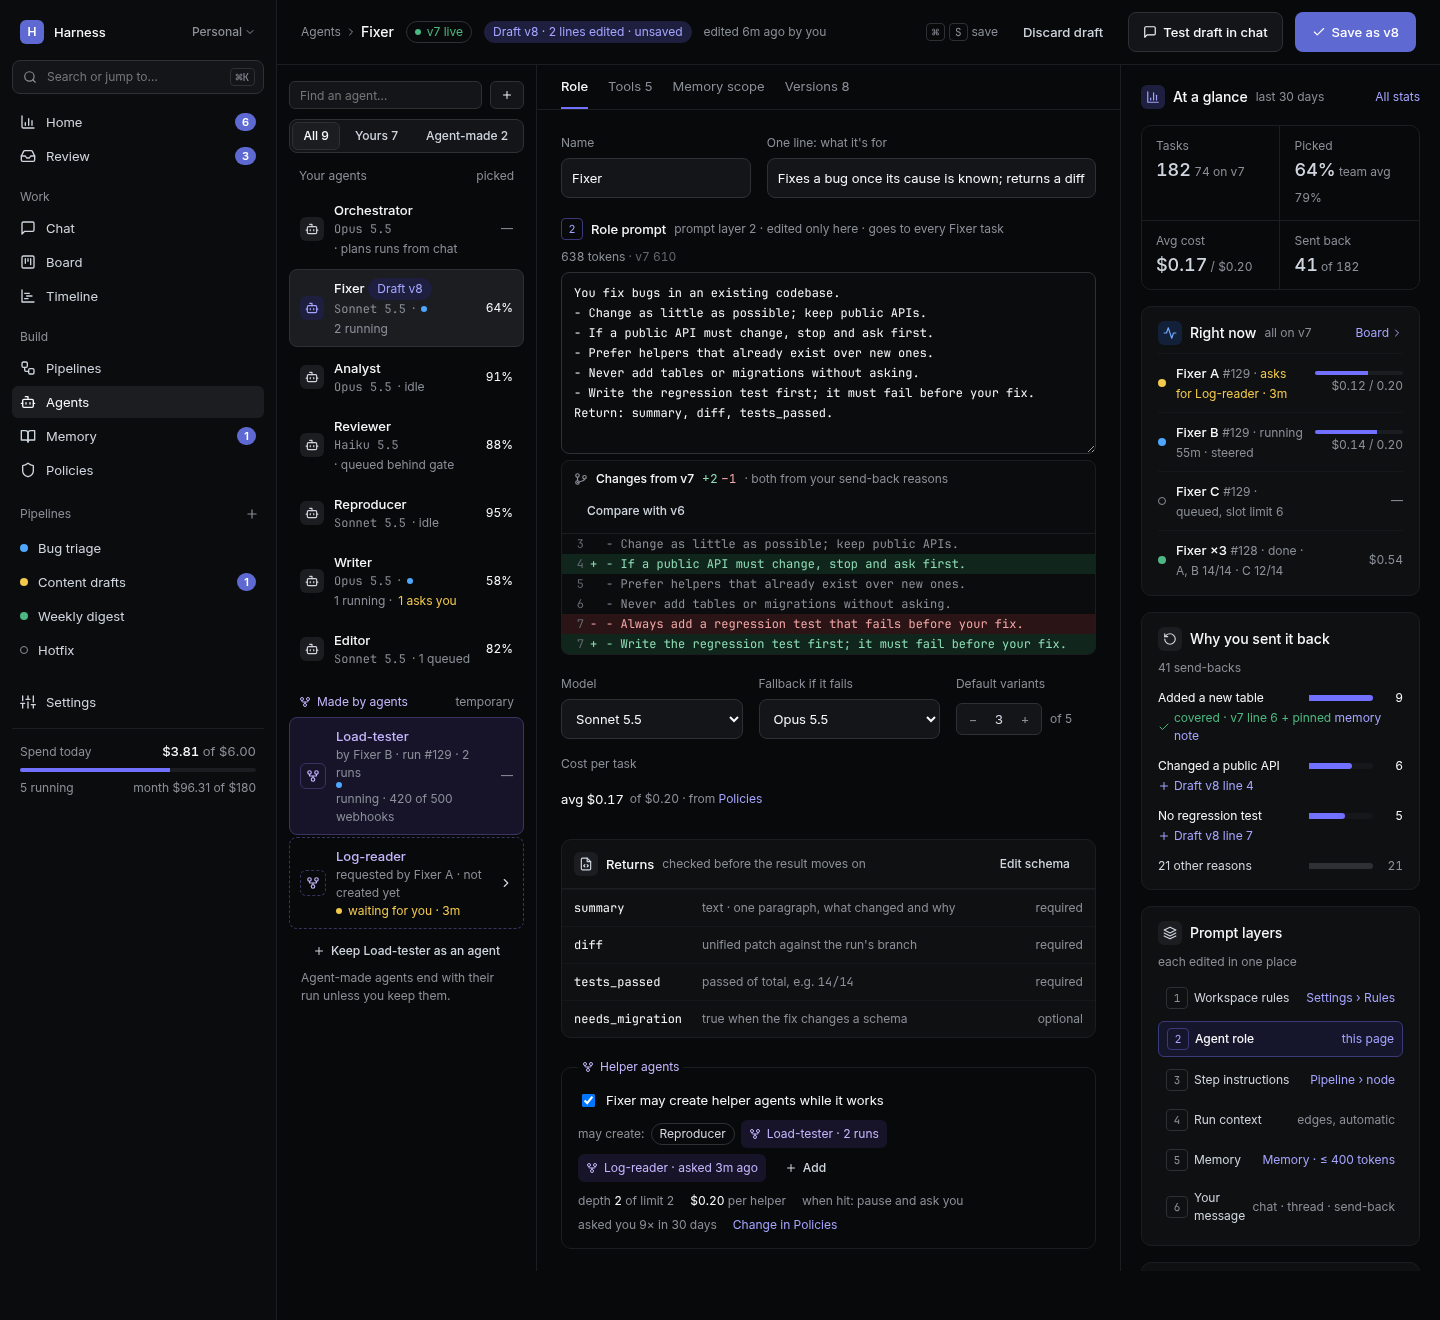 H Harness Personal
Search or jump to... ⌘K
Home 6
Review 3
Work
Chat
Board
Timeline
Build
Pipelines
Agents
Memory 1
Policies
Pipelines +
Bug triage
Content drafts 1
Weekly digest
Hotfix
Settings
Spend today $3.81 of $6.00
5 running month $96.31 of $180
Agents › Fixer v7 live Draft v8 · 2 lines edited · unsaved edited 6m ago by you ⌘ S save Discard draft Test draft in chat Save as v8
Find an agent... +
All 9 Yours 7 Agent-made 2
Your agents picked
Orchestrator
Opus 5.5 —
· plans runs from chat
Fixer Draft v8
Sonnet 5.5 · 64%
2 running
Analyst
Opus 5.5 · idle 91%
Reviewer
Haiku 5.5 88%
· queued behind gate
Reproducer
Sonnet 5.5 · idle 95%
Writer
Opus 5.5 · 58%
1 running · 1 asks you
Editor
Sonnet 5.5 · 1 queued 82%
Made by agents temporary
Load-tester
by Fixer B · run #129 · 2
runs —
running · 420 of 500
webhooks
Log-reader
requested by Fixer A · not
created yet
waiting for you · 3m
+ Keep Load-tester as an agent
Agent-made agents end with their
run unless you keep them.
Role Tools 5 Memory scope Versions 8
Name One line: what it's for
Fixer Fixes a bug once its cause is known; returns a diff
2 Role prompt prompt layer 2 · edited only here · goes to every Fixer task
638 tokens · v7 610
You fix bugs in an existing codebase.
- Change as little as possible; keep public APIs.
- If a public API must change, stop and ask first.
- Prefer helpers that already exist over new ones.
- Never add tables or migrations without asking.
- Write the regression test first; it must fail before your fix.
Return: summary, diff, tests_passed.
Changes from v7 +2 −1 · both from your send-back reasons
Compare with v6
3 - Change as little as possible; keep public APIs.
4 + - If a public API must change, stop and ask first.
5 - Prefer helpers that already exist over new ones.
6 - Never add tables or migrations without asking.
7 - - Always add a regression test that fails before your fix.
7 + - Write the regression test first; it must fail before your fix.
Model Fallback if it fails Default variants
Sonnet 5.5 Opus 5.5 − 3 + of 5
Cost per task
avg $0.17 of $0.20 · from Policies
Returns checked before the result moves on Edit schema
summary text · one paragraph, what changed and why required
diff unified patch against the run's branch required
tests_passed passed of total, e.g. 14/14 required
needs_migration true when the fix changes a schema optional
Helper agents
Fixer may create helper agents while it works
may create: Reproducer Load-tester · 2 runs
Log-reader · asked 3m ago + Add
depth 2 of limit 2 $0.20 per helper when hit: pause and ask you
asked you 9× in 30 days Change in Policies
At a glance last 30 days All stats
Tasks Picked
182 74 on v7 64% team avg
79%
Avg cost Sent back
$0.17 / $0.20 41 of 182
Right now all on v7 Board ›
Fixer A #129 · asks
for Log-reader · 3m $0.12 / 0.20
Fixer B #129 · running
55m · steered $0.14 / 0.20
Fixer C #129 ·
queued, slot limit 6 —
Fixer ×3 #128 · done ·
A, B 14/14 · C 12/14 $0.54
Why you sent it back
41 send-backs
Added a new table 9
covered · v7 line 6 + pinned memory
note
Changed a public API 6
+ Draft v8 line 4
No regression test 5
+ Draft v8 line 7
21 other reasons 21
Prompt layers
each edited in one place
1 Workspace rules Settings › Rules
2 Agent role this page
3 Step instructions Pipeline › node
4 Run context edges, automatic
5 Memory Memory · ≤ 400 tokens
6 Your
message chat · thread · send-back